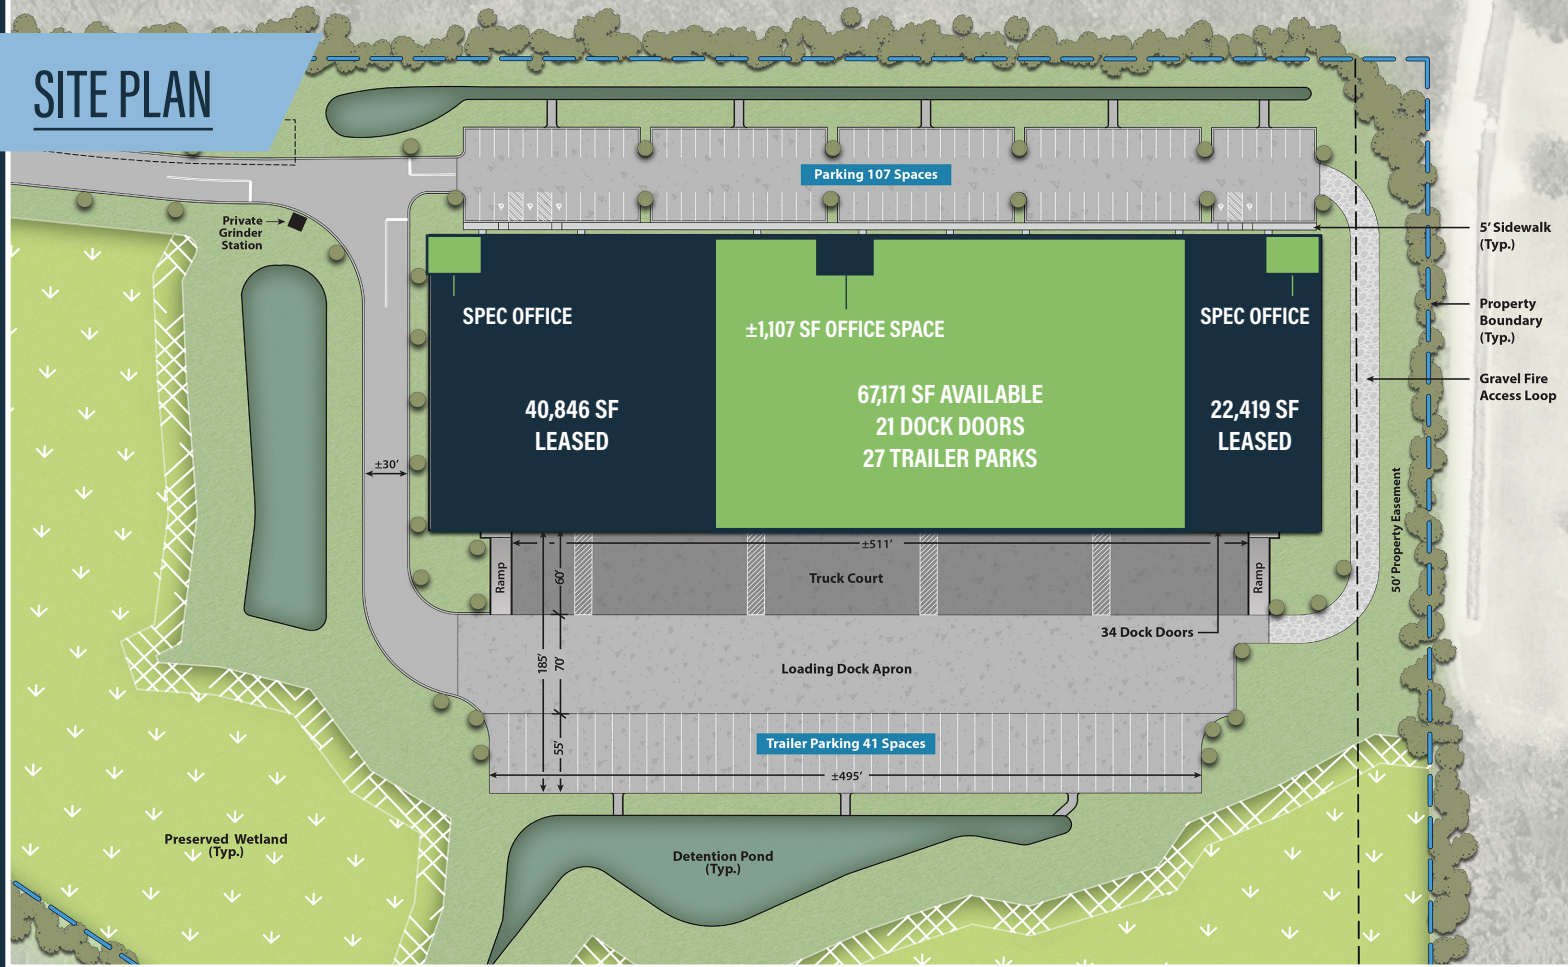 SITE PLAN
Parking 107 Spaces
Private
Grinder
Station
5' Sidewalk
(Typ.)
Property
Boundary
(Typ.)
Gravel Fire
Access Loop
SPEC OFFICE
±1,107 SF OFFICE SPACE
SPEC OFFICE
40,846 SF
LEASED
67,171 SF AVAILABLE
21 DOCK DOORS
27 TRAILER PARKS
22,419 SF
LEASED
±30'
50' Property Easement
±511'
Ramp
60'
Truck Court
Ramp
34 Dock Doors
185'
70'
Loading Dock Apron
55'
Trailer Parking 41 Spaces
±495'
Preserved Wetland
(Typ.)
Detention Pond
(Typ.)